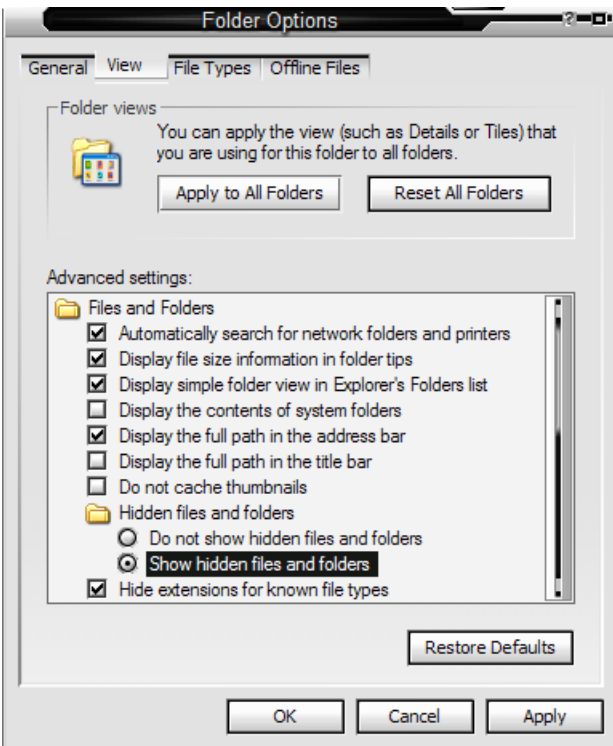 Folder Options
?
General View File Types Offline Files
Folder views
You can apply the view (such as Details or Tiles) that
you are using for this folder to all folders.
Apply to All Folders Reset All Folders
Advanced settings:
Files and Folders
Automatically search for network folders and printers
Display file size information in folder tips
Display simple folder view in Explorer's Folders list
Display the contents of system folders
Display the full path in the address bar
Display the full path in the title bar
Do not cache thumbnails
Hidden files and folders
Do not show hidden files and folders
Show hidden files and folders
Hide extensions for known file types
Restore Defaults
OK Cancel Apply